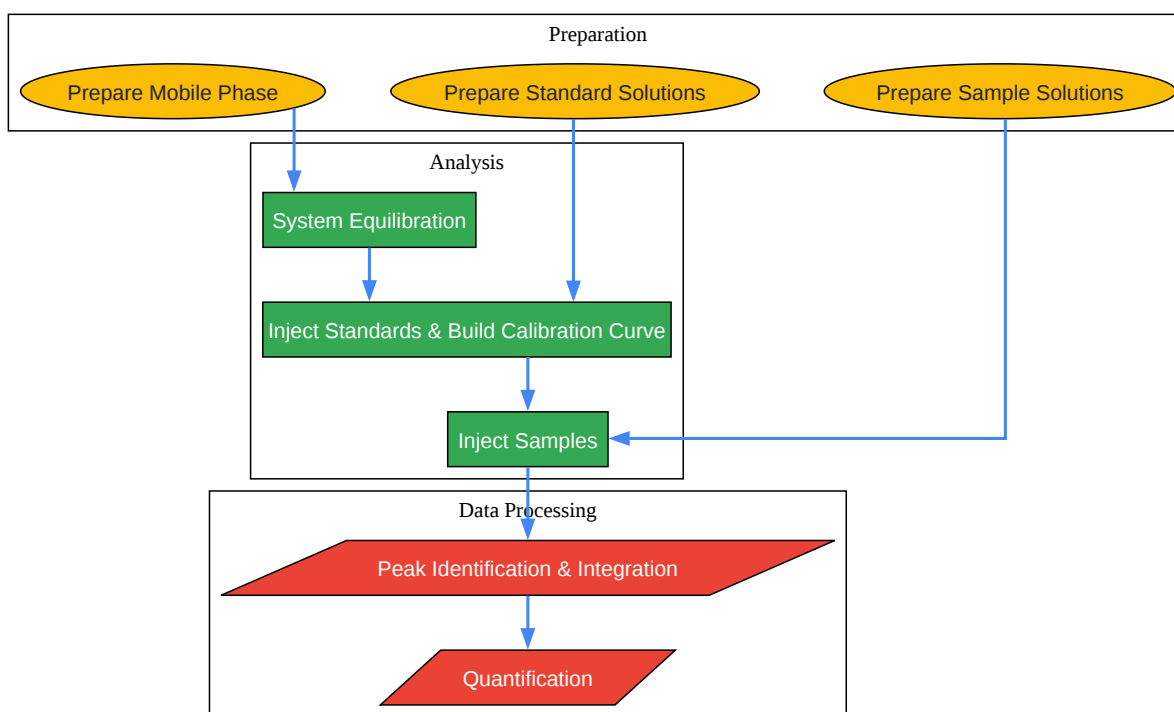 Preparation
Prepare Mobile Phase
Prepare Standard Solutions
Prepare Sample Solutions
Analysis
System Equilibration
Inject Standards & Build Calibration Curve
Inject Samples
Data Processing
Peak Identification & Integration
Quantification